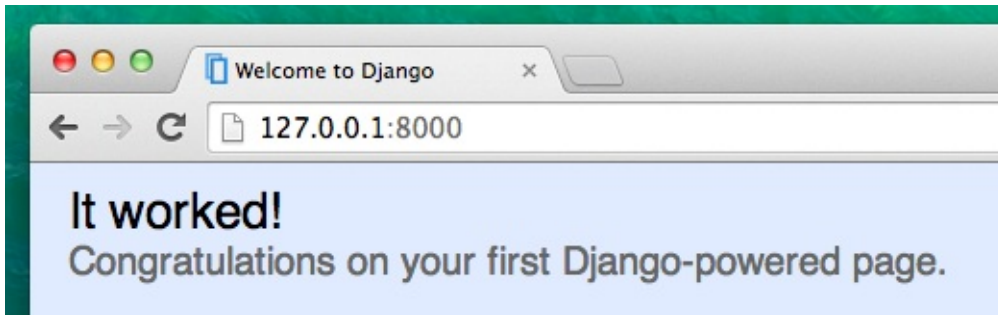 Welcome to Django
127.0.0.1:8000
It worked!
Congratulations on your first Django-powered page.